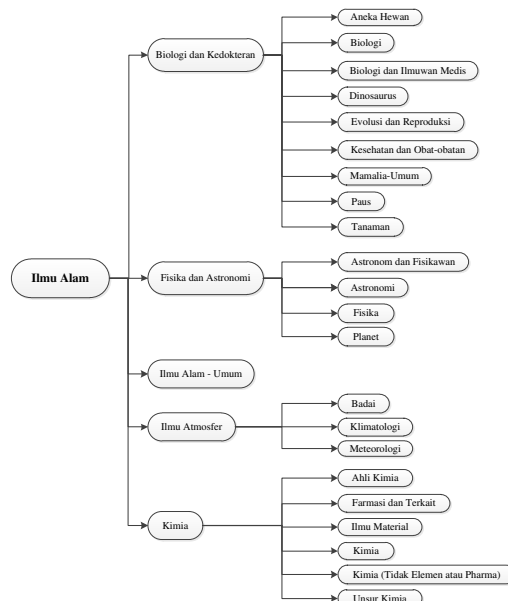 Ilmu Alam
Biologi dan Kedokteran
Aneka Hewan
Biologi
Biologi dan Ilmuwan Medis
Dinosaurus
Evolusi dan Reproduksi
Kesehatan dan Obat-obatan
Mamalia-Umum
Paus
Tanaman
Fisika dan Astronomi
Astronom dan Fisikawan
Astronomi
Fisika
Planet
Ilmu Alam - Umum
Ilmu Atmosfer
Badai
Klimatologi
Meteorologi
Kimia
Ahli Kimia
Farmasi dan Terkait
Ilmu Material
Kimia
Kimia (Tidak Elemen atau Pharma)
Unsur Kimia